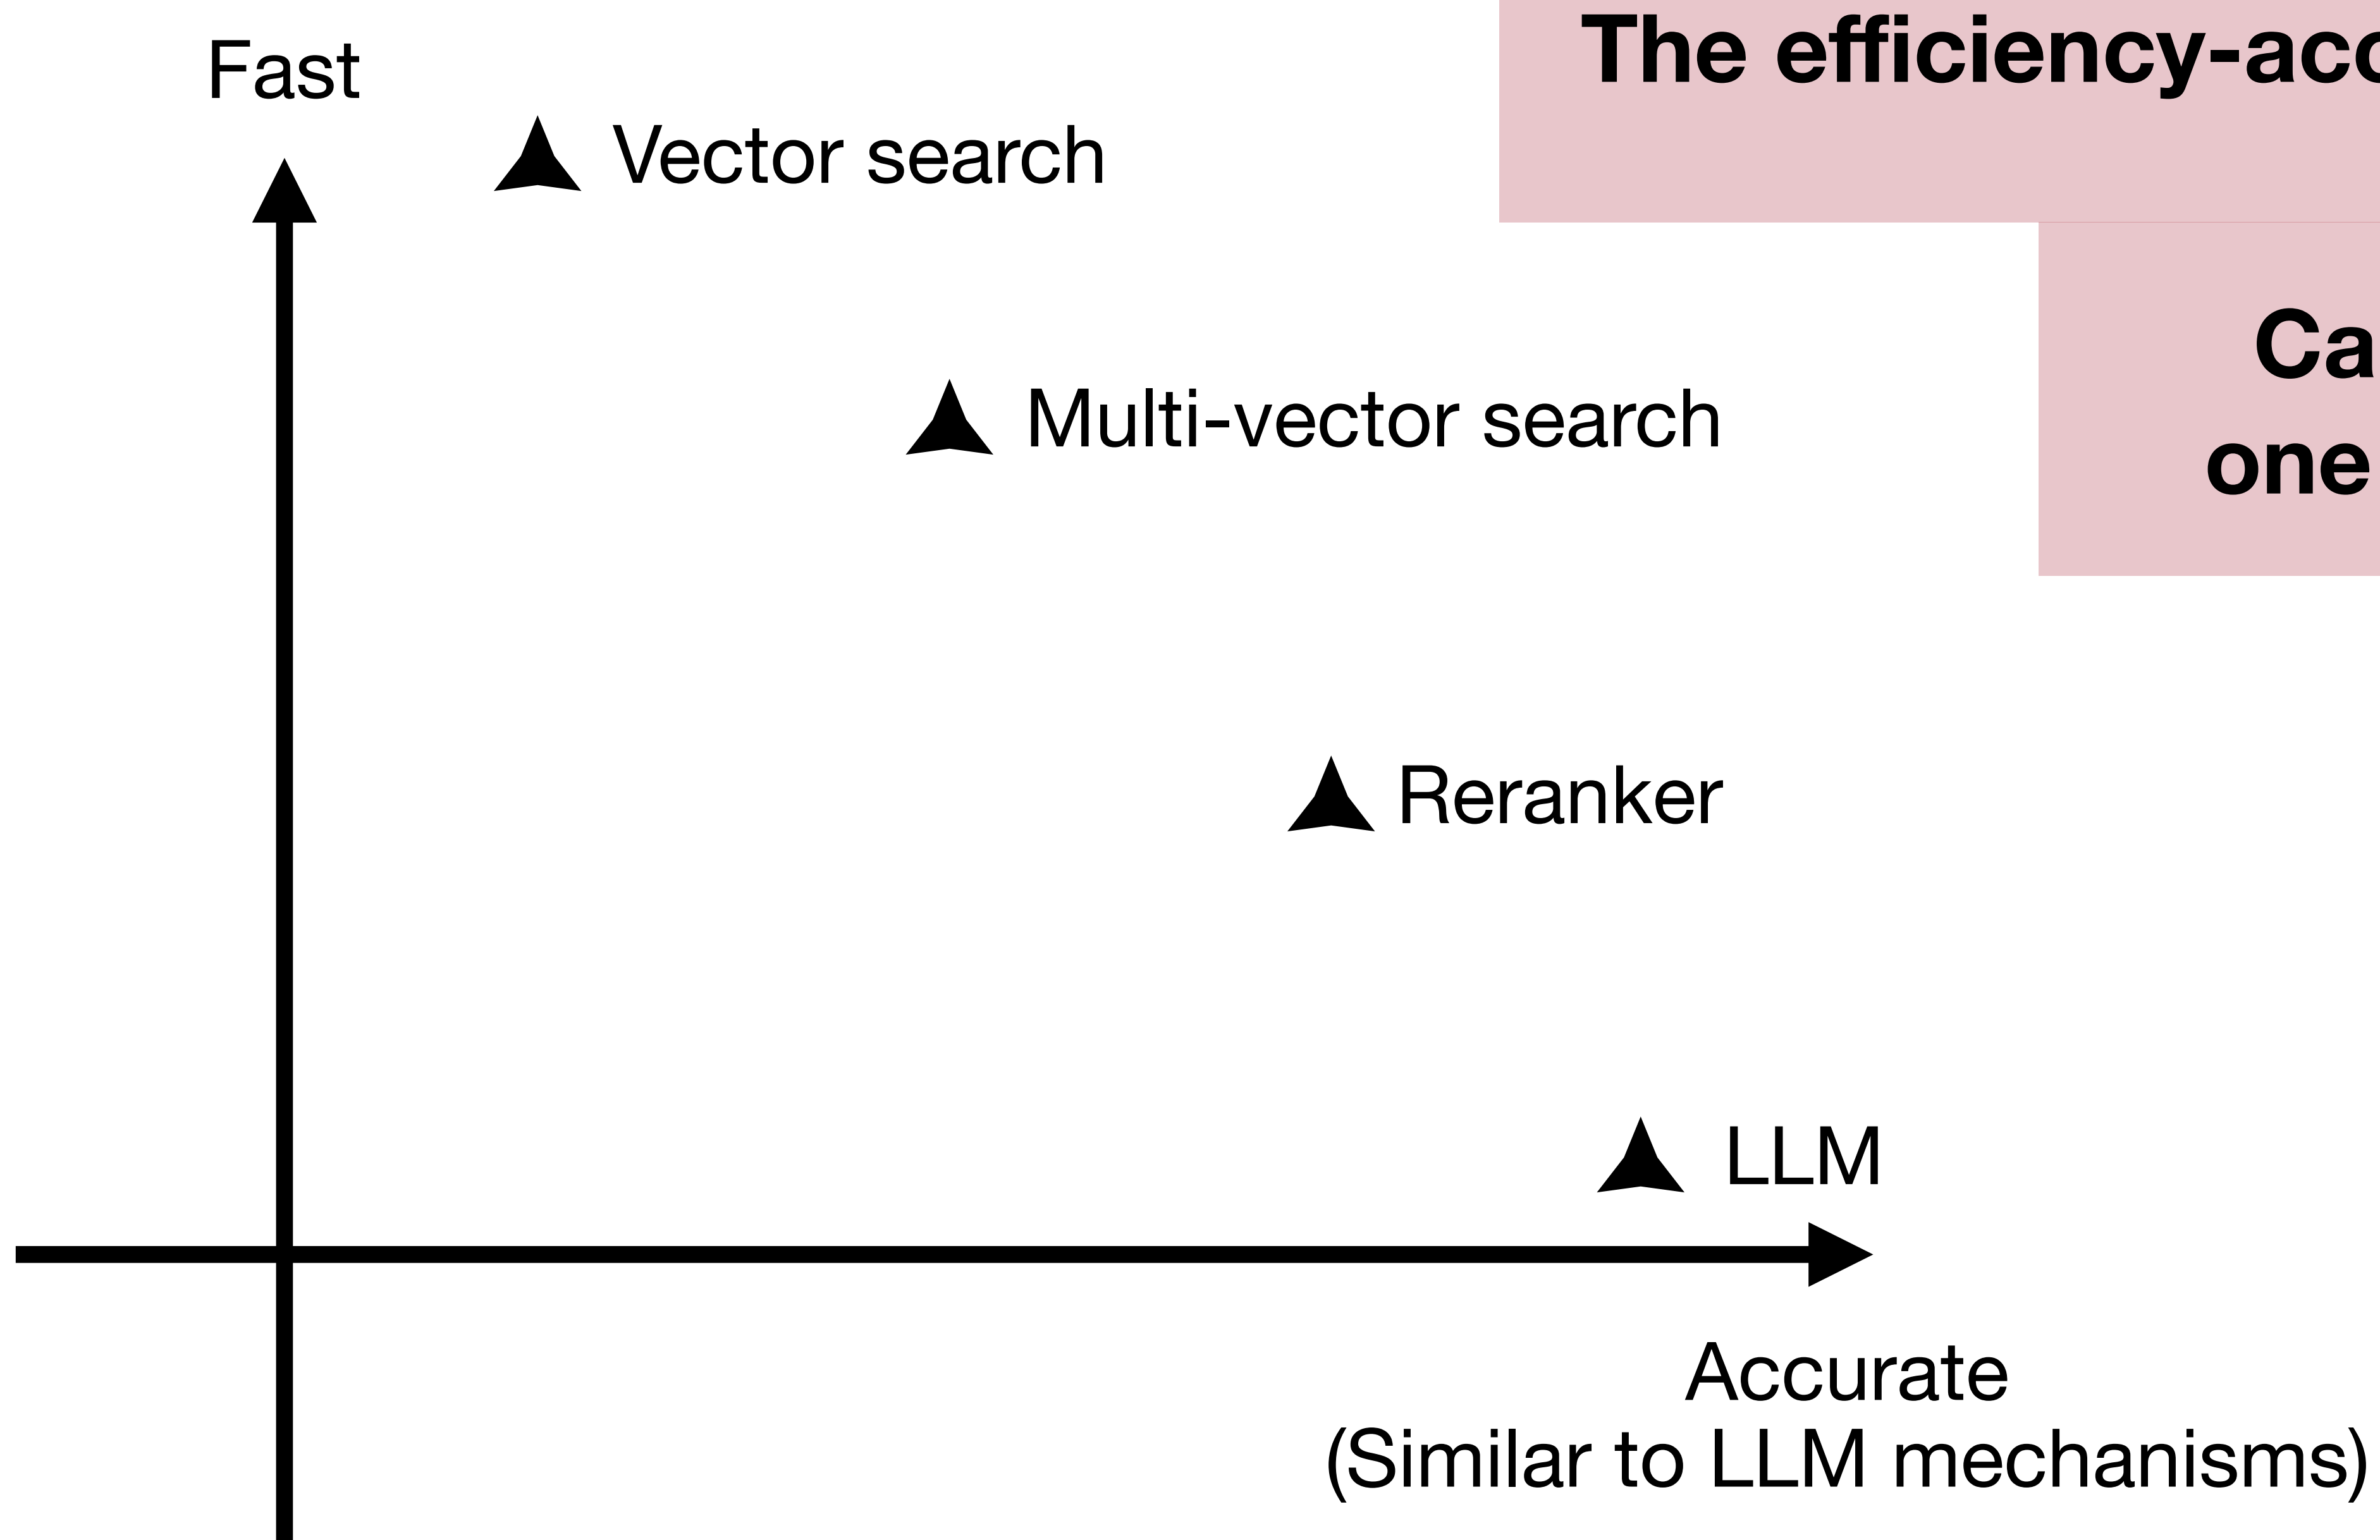 Fast
The efficiency-acc
Vector search
Ca
one
Multi-vector search
Reranker
LLM
Accurate
(Similar to LLM mechanisms)